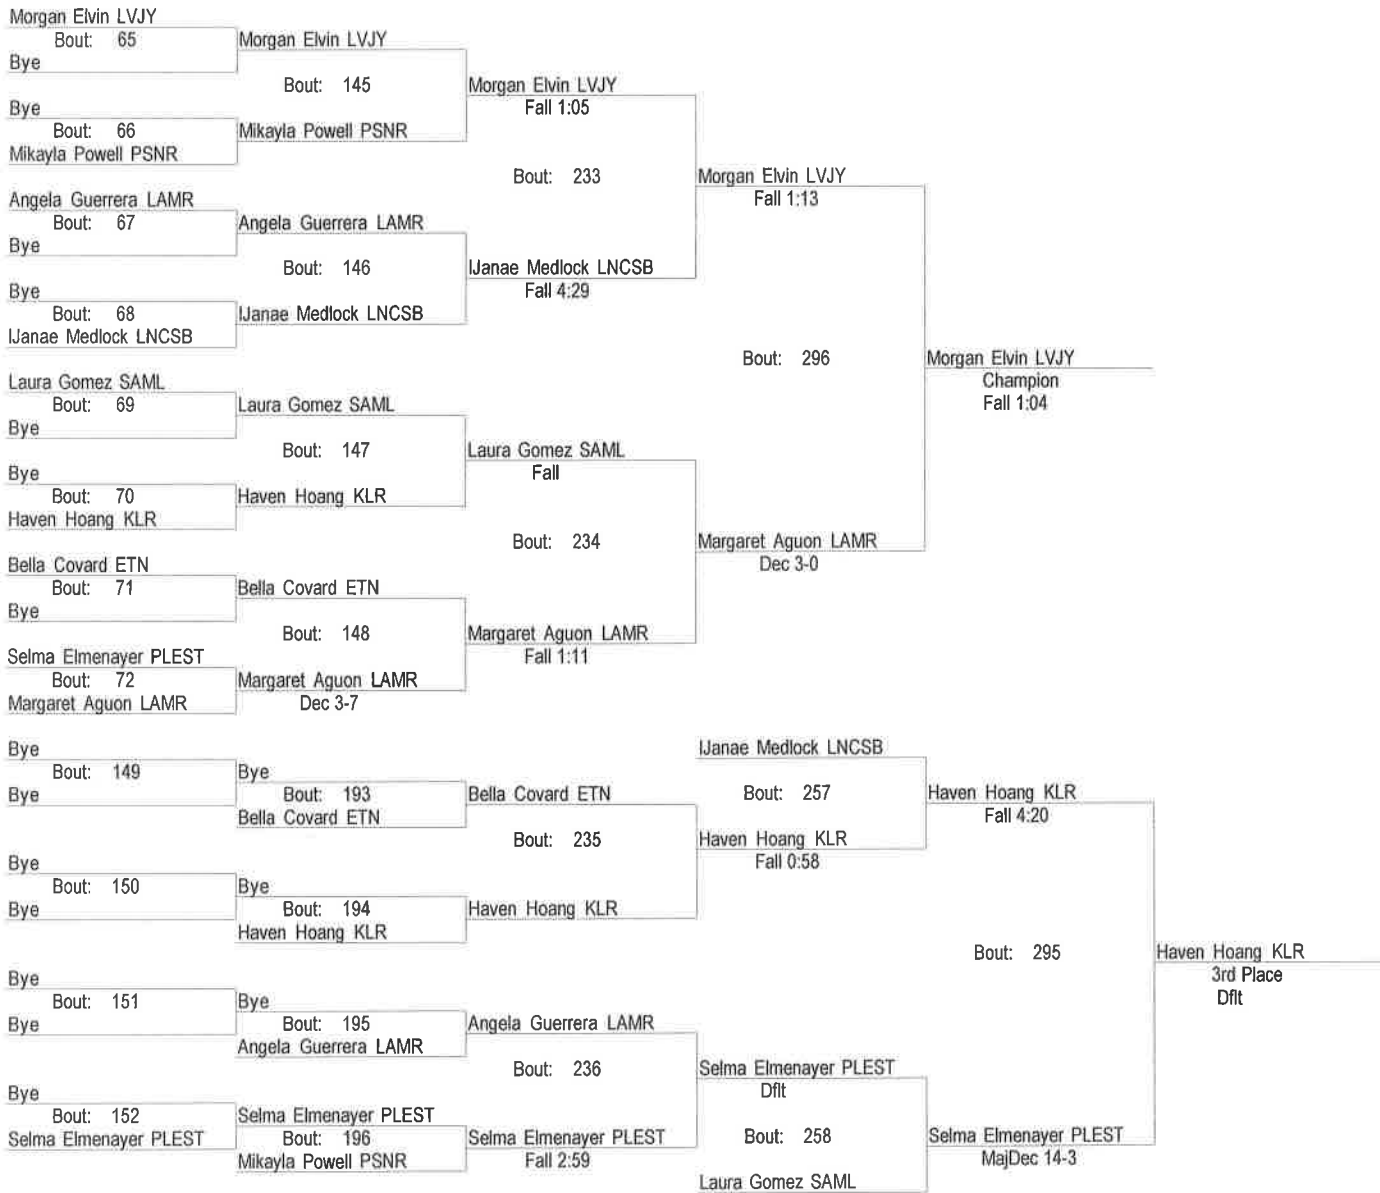 Morgan Elvin LVJY
Bout: 65
Bye
Morgan Elvin LVJY
Bout: 145
Bye
Bout: 66
Mikayla Powell PSNR
Mikayla Powell PSNR
Morgan Elvin LVJY
Fall 1:05
Bout: 233
Angela Guerrera LAMR
Bout: 67
Bye
Angela Guerrera LAMR
Bout: 146
Bye
Bout: 68
IJanae Medlock LNCSB
IJanae Medlock LNCSB
IJanae Medlock LNCSB
Fall 4:29
Morgan Elvin LVJY
Fall 1:13
Bout: 296
Laura Gomez SAML
Bout: 69
Bye
Laura Gomez SAML
Bout: 147
Bye
Bout: 70
Haven Hoang KLR
Haven Hoang KLR
Laura Gomez SAML
Fall
Bout: 234
Bella Covard ETN
Bout: 71
Bye
Bella Covard ETN
Bout: 148
Selma Elmenayer PLEST
Bout: 72
Margaret Aguon LAMR
Margaret Aguon LAMR
Dec 3-7
Margaret Aguon LAMR
Fall 1:11
Margaret Aguon LAMR
Dec 3-0
Morgan Elvin LVJY
Champion
Fall 1:04
Bye
Bout: 149
Bye
Bye
Bout: 193
Bella Covard ETN
Bella Covard ETN
Bout: 235
Bye
Bout: 150
Bye
Bye
Bout: 194
Haven Hoang KLR
Haven Hoang KLR
IJanae Medlock LNCSB
Bout: 257
Haven Hoang KLR
Fall 0:58
Haven Hoang KLR
Fall 4:20
Bout: 295
Bye
Bout: 151
Bye
Bye
Bout: 195
Angela Guerrera LAMR
Angela Guerrera LAMR
Bout: 236
Bye
Bout: 152
Selma Elmenayer PLEST
Selma Elmenayer PLEST
Bout: 196
Mikayla Powell PSNR
Selma Elmenayer PLEST
Fall 2:59
Selma Elmenayer PLEST
Dflt
Bout: 258
Laura Gomez SAML
Selma Elmenayer PLEST
MajDec 14-3
Haven Hoang KLR
3rd Place
Dflt